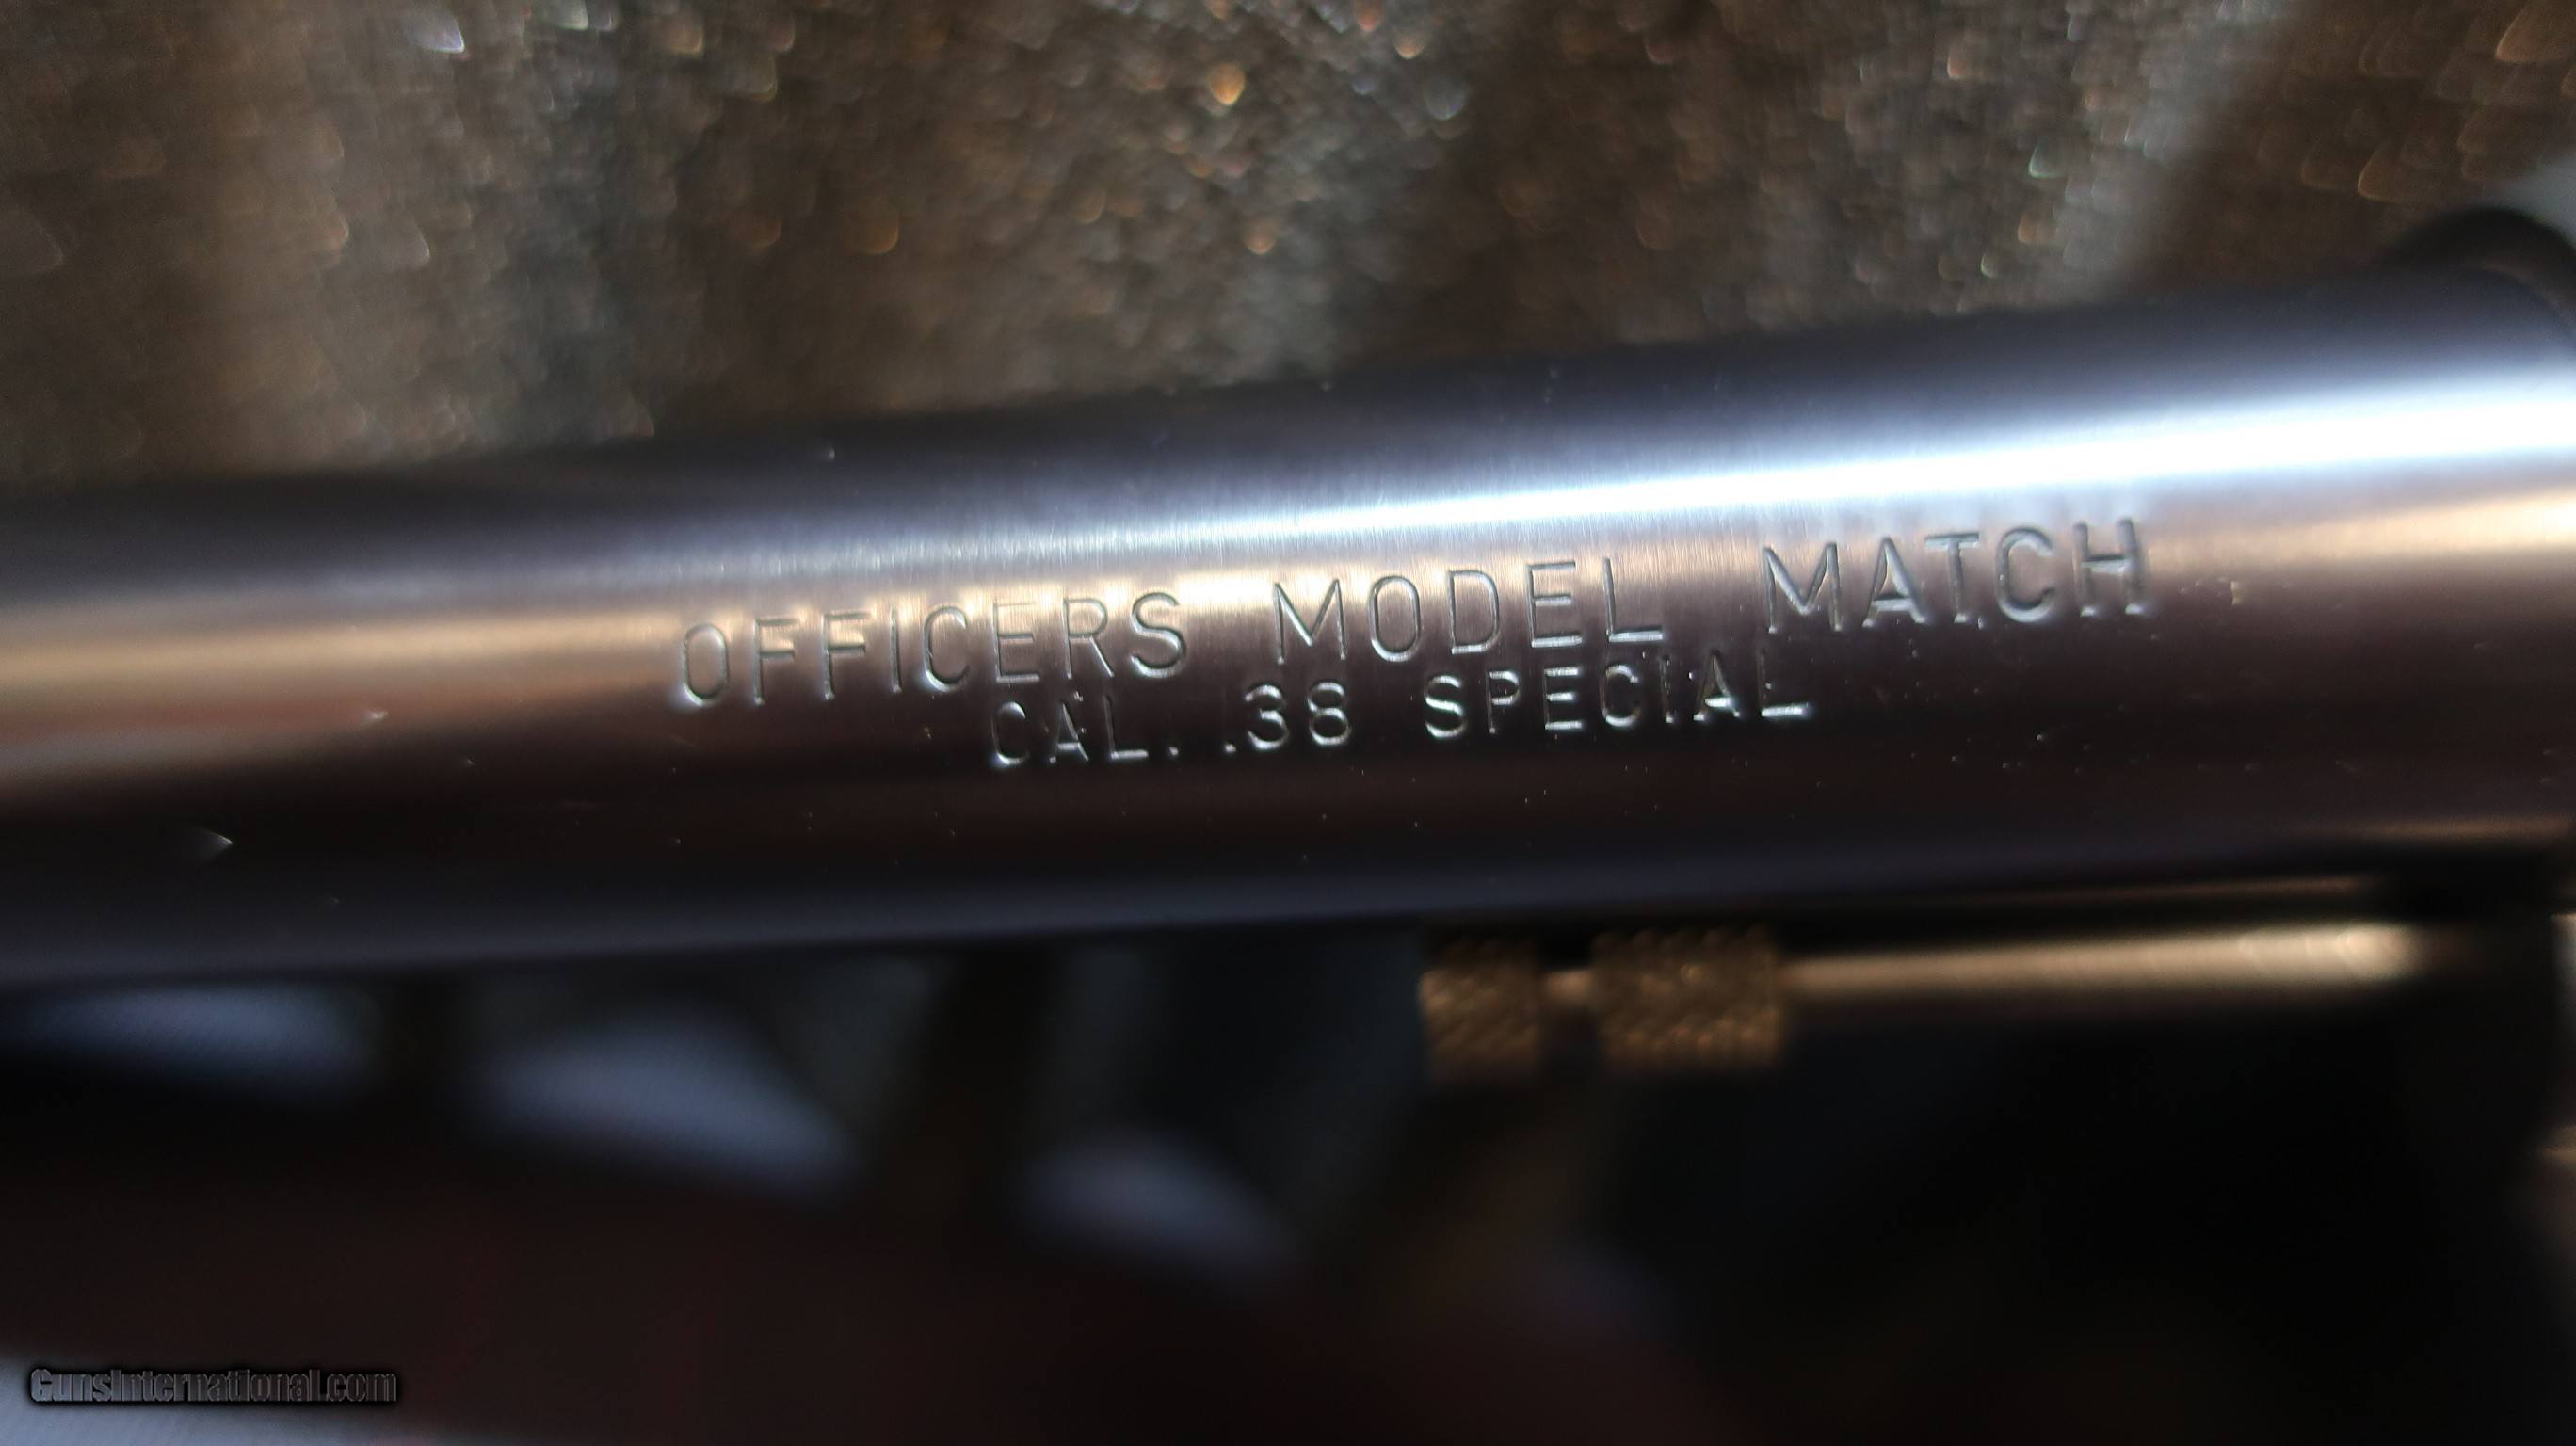 OFFICERS MODEL MATCH
CAL. .38 SPECIAL
GunsInternational.com